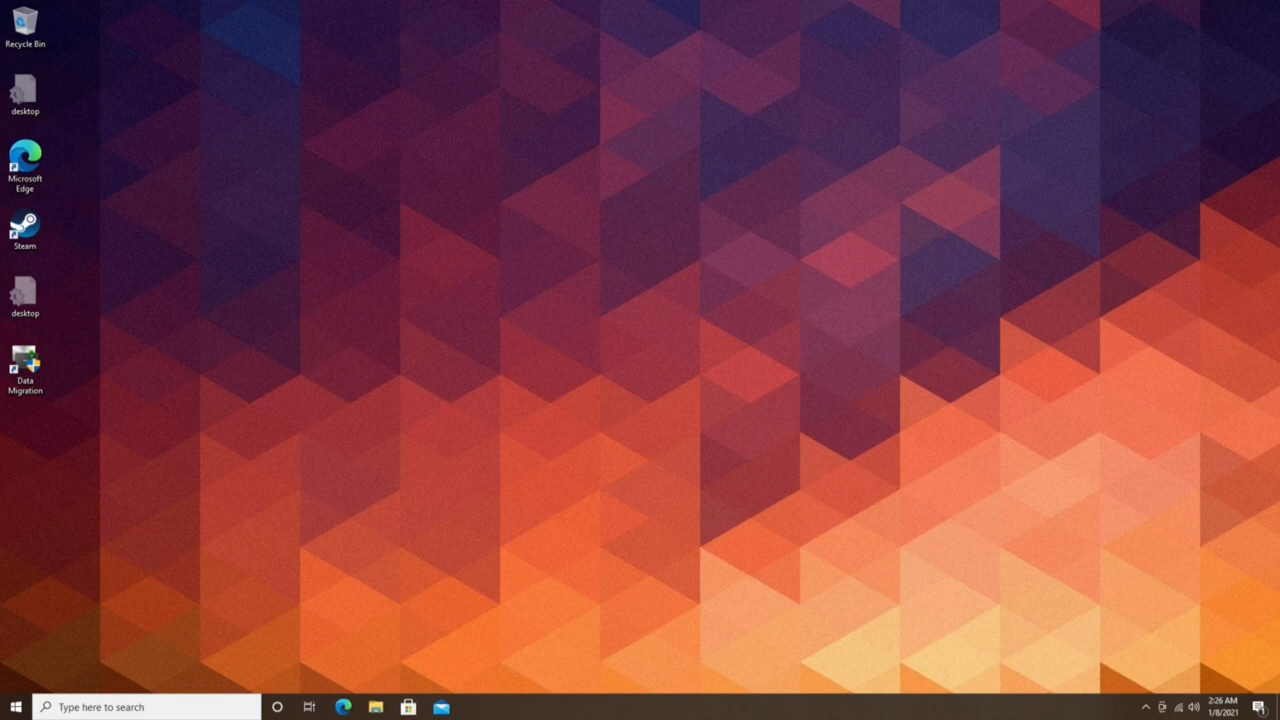 Recycle Bin
desktop
Microsoft
Edge
Steam
desktop
Data
Migration
Type here to search
2:26 AM
1/8/2021
1